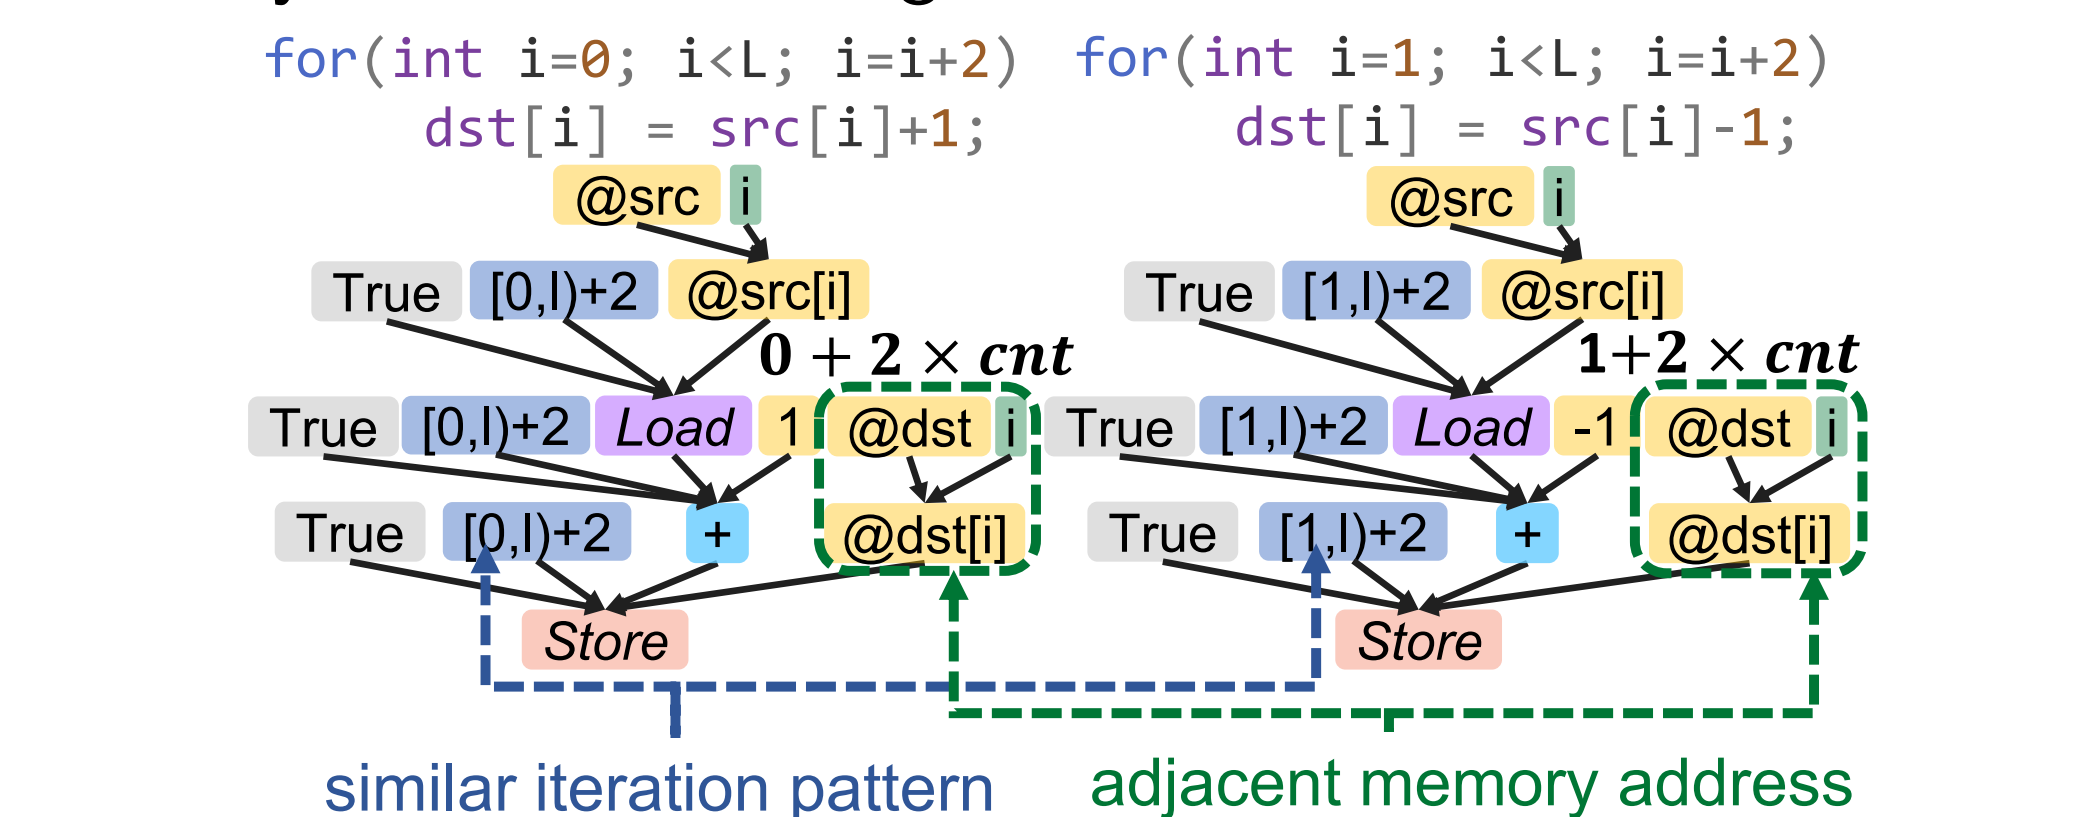 for(int i=0; i<L; i=i+2) for(int i=1; i<L; i=i+2)
dst[i] = src[i]+1; dst[i] = src[i]-1;
@src i @src i
True [0,l)+2 @src[i] True [1,l)+2 @src[i]
0 + 2 × cnt 1+2 × cnt
True [0,l)+2 Load 1 @dst i True [1,l)+2 Load -1 @dst i
True [0,l)+2 + @dst[i] True [1,l)+2 + @dst[i]
Store Store
similar iteration pattern adjacent memory address